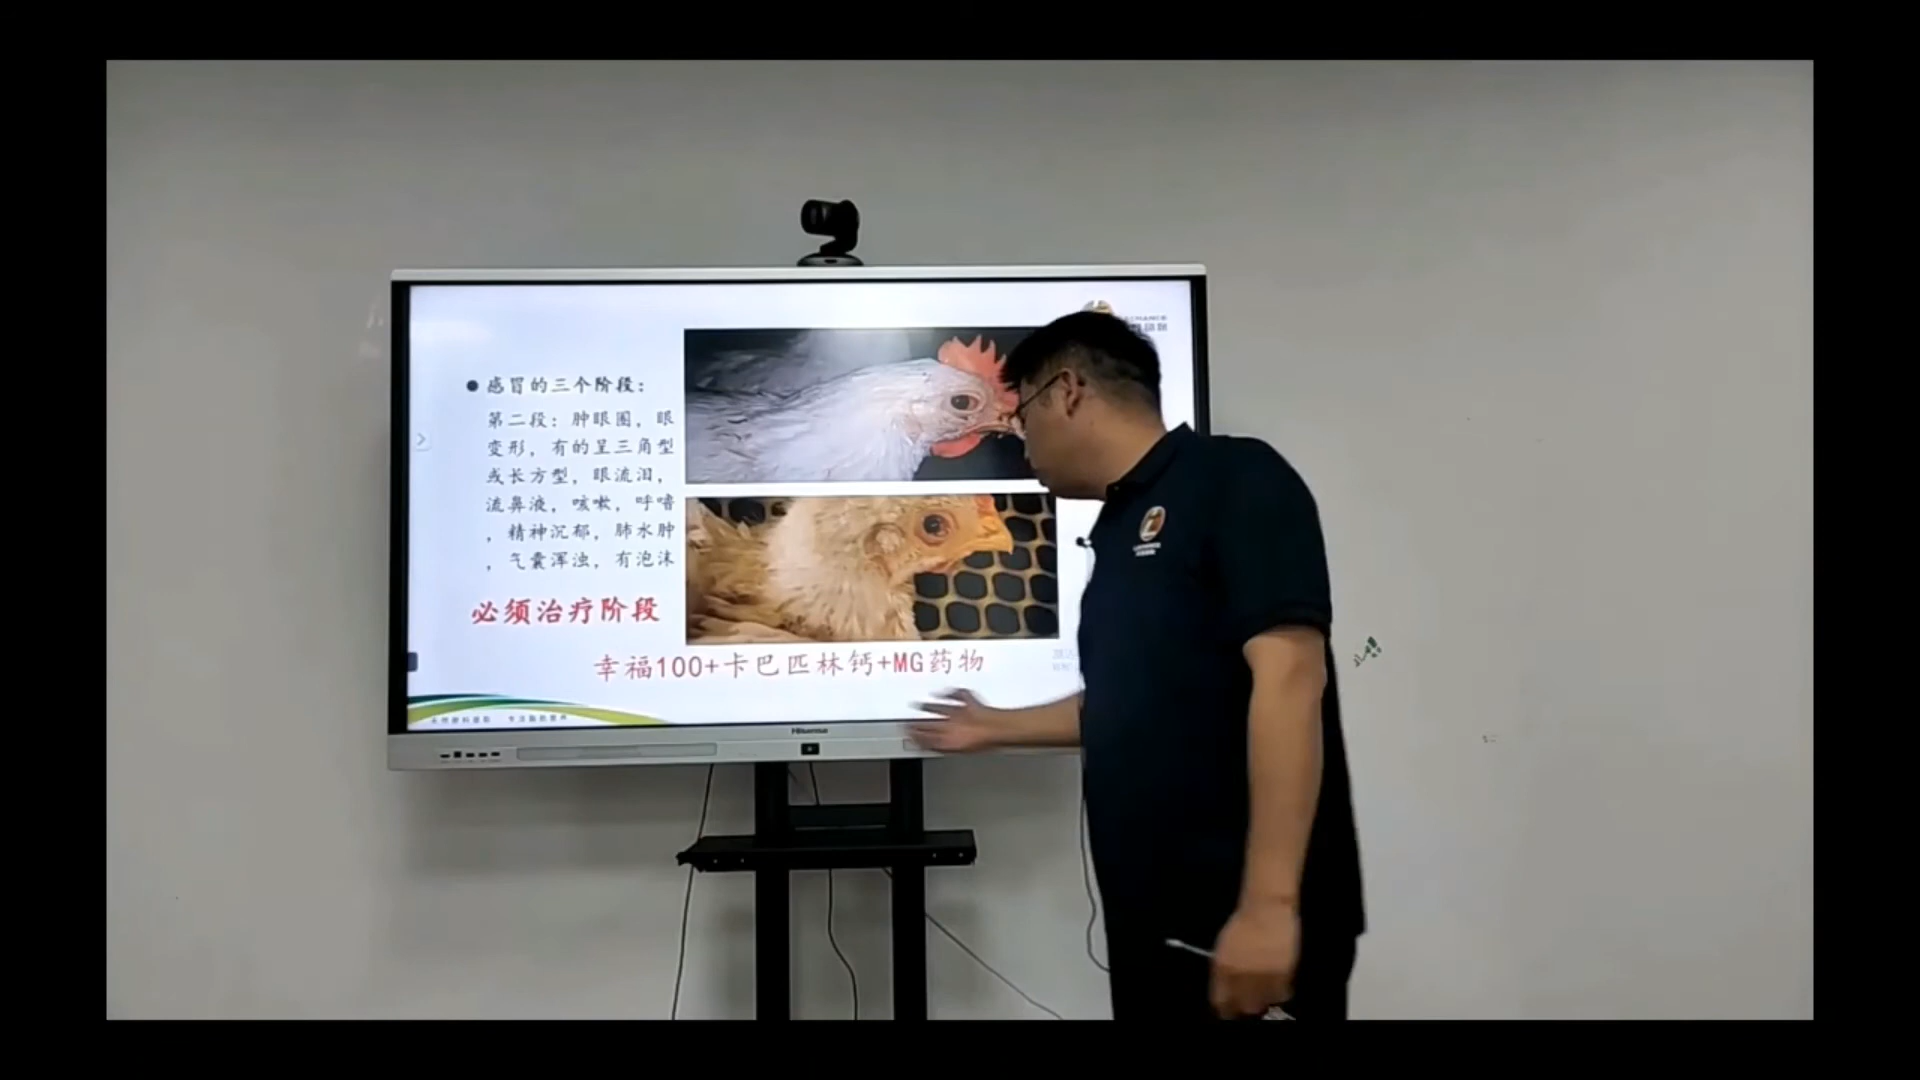 ● 感冒的三个阶段：
第二段：肿眼圈，眼
变形，有的呈三角型
或长方型，眼流泪，
流鼻液，咳嗽，呼噜
，精神沉郁，肺水肿
，气囊浑浊，有泡沫
必须治疗阶段
幸福100+卡巴匹林钙+MG药物
Hisense